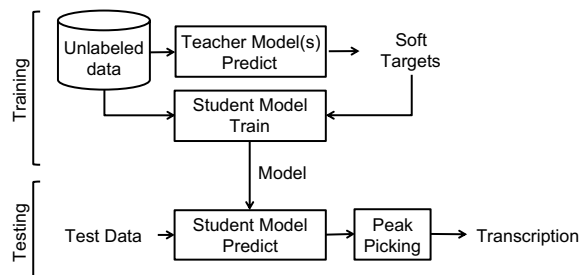 Training
Unlabeled
data
Teacher Model(s)
Predict
Soft
Targets
Student Model
Train
Model
Testing
Test Data
Student Model
Predict
Peak
Picking
Transcription